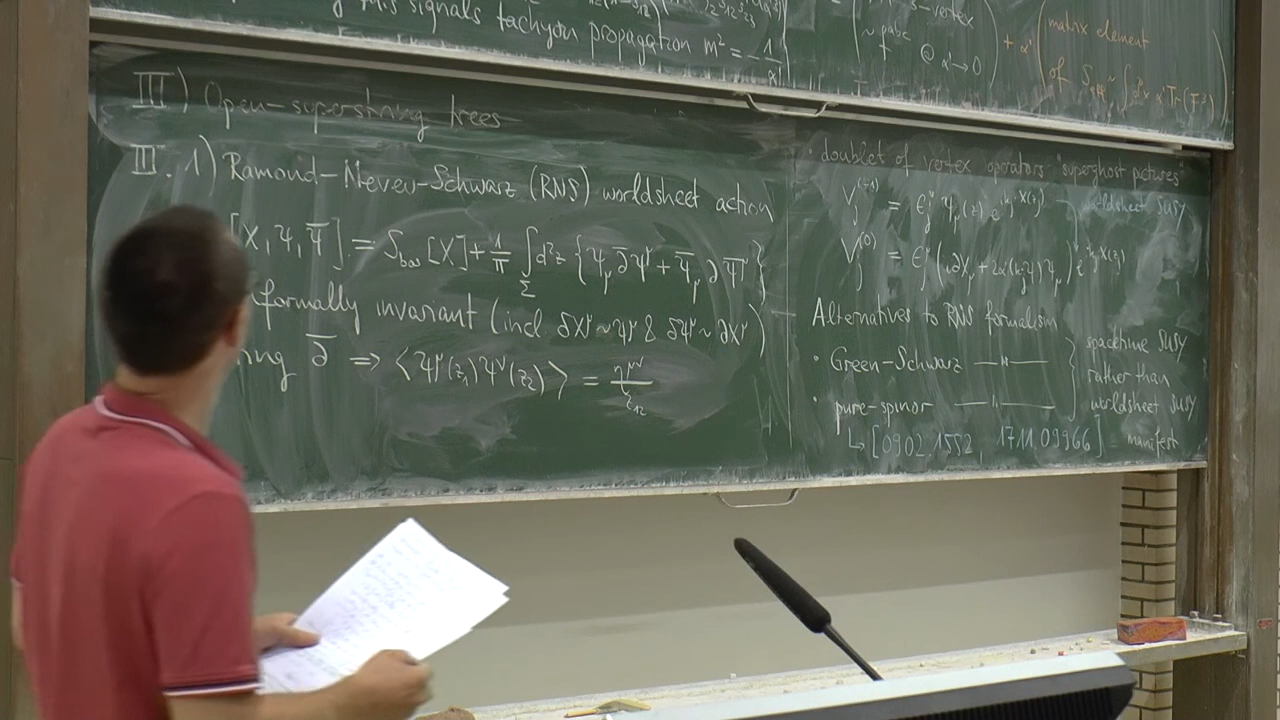 this signals tachyon propagation m² = -1/α'
s-vertex
@ α'→0
+ α' ( matrix element
of
Tr(F³)
III) Open-superstring trees
III. 1) Ramond-Neveu-Schwarz (RNS) worldsheet action
[X, ψ, ψ̄] = S_bos[X] + 1/π ∫_Σ d²z { ψ_μ ∂̄ψ^μ + ψ̄_μ ∂ψ̄^μ }
formally invariant (incl δX^μ ~ ψ^μ & δψ^μ ~ ∂X^μ)
∂̄ ⇒ ⟨ψ^μ(z₁)ψ^ν(z₂)⟩ = η^{μν}/z₁₂
· doublet of vertex operators "superghost pictures"
V_j^{(-1)} = ε_j^μ ψ_μ(z) e^{ik_j·X(z)}
worldsheet SUSY
V_j^{(0)} = ε_j^μ (i∂X_μ + 2α'(k_j·ψ)ψ_μ) e^{ik_j·X(z)}
Alternatives to RNS formalism
· Green-Schwarz —〃—
· pure-spinor —〃—
spacetime SUSY
rather than
worldsheet SUSY
manifest
↳ [0902.1552, 1711.09966]